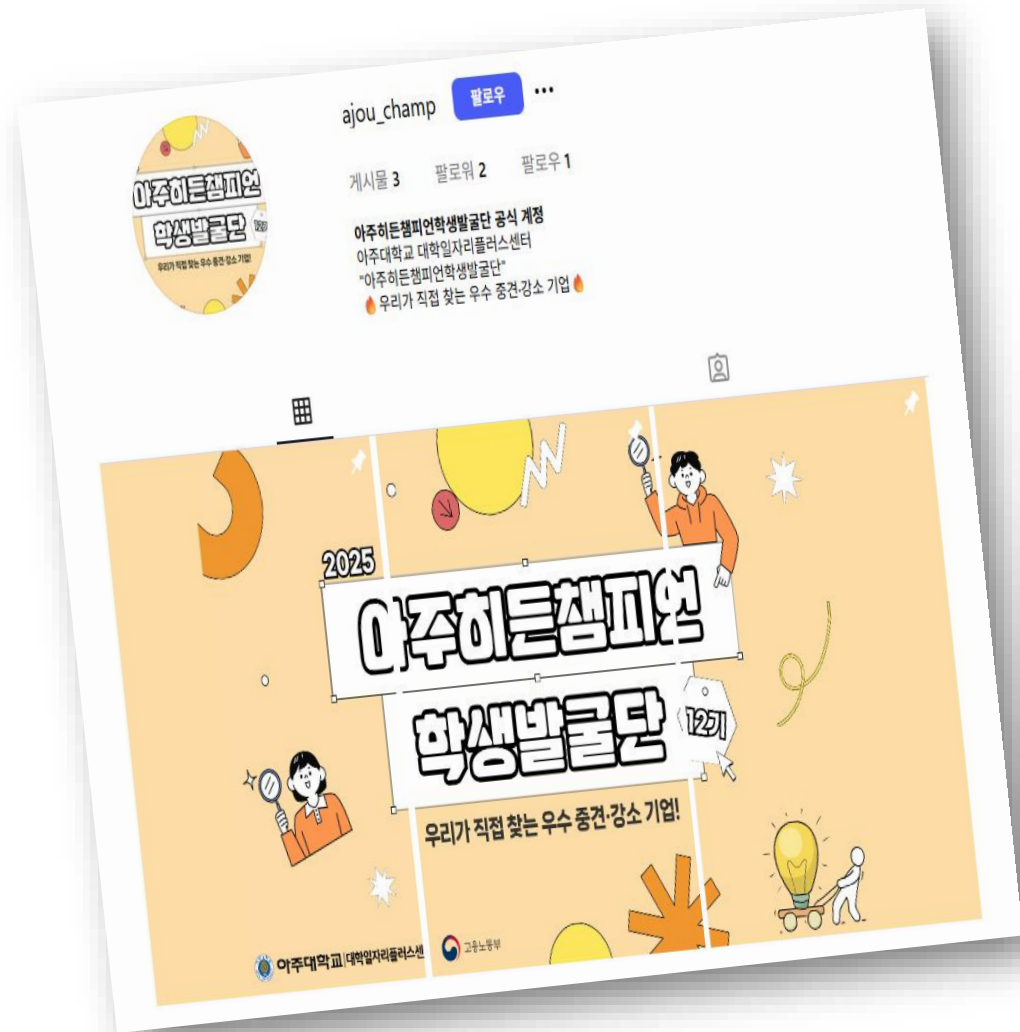 ajou_champ 팔로우 •••
게시물 3 팔로워 2 팔로우 1
아주히든챔피언학생발굴단 공식 계정
아주대학교 대학일자리플러스센터
"아주히든챔피언학생발굴단"
🔥 우리가 직접 찾는 우수 중견·강소 기업 🔥
아주히든챔피언
학생발굴단 12기
우리가 직접 찾는 우수 중견·강소 기업!
2025
아주히든챔피언
학생발굴단 12기
우리가 직접 찾는 우수 중견·강소 기업!
아주대학교 대학일자리플러스센
고용노동부